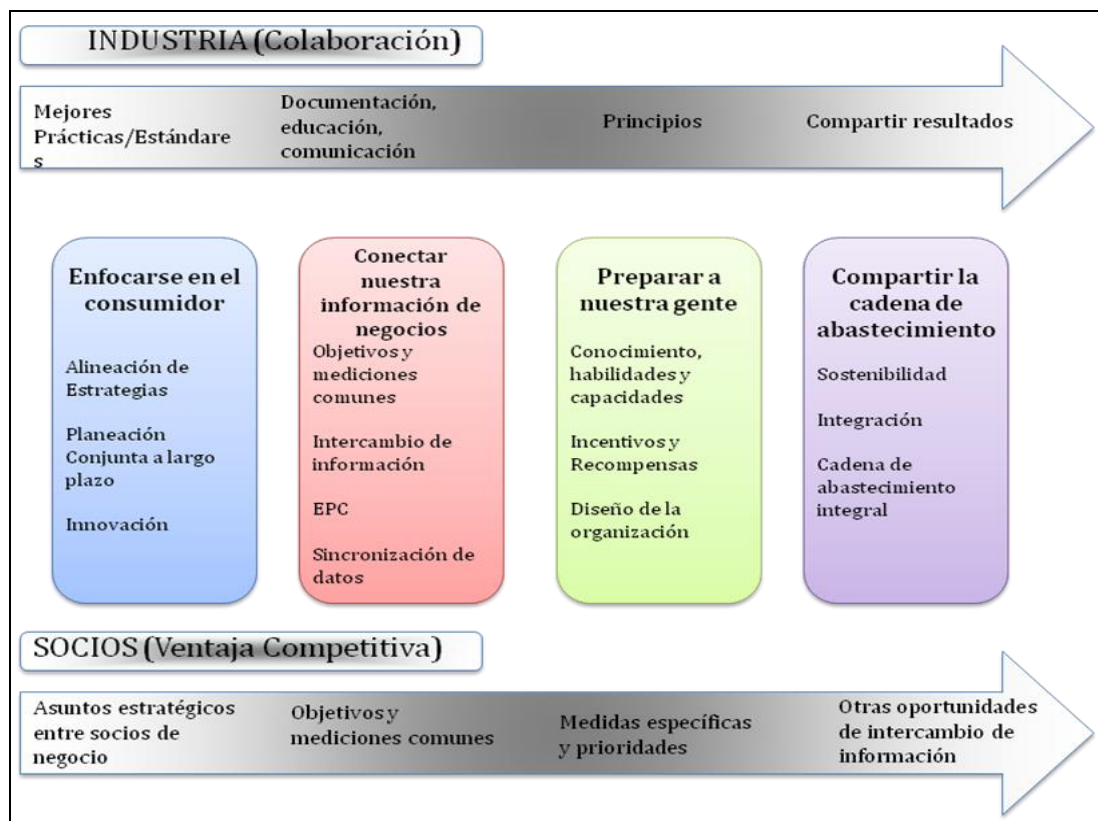 INDUSTRIA (Colaboración)
Mejores
Prácticas/Estándare
s
Documentación,
educación,
comunicación
Principios
Compartir resultados
Enfocarse en el
consumidor
Alineación de
Estrategias
Planeación
Conjunta a largo
plazo
Innovación
Conectar
nuestra
información de
negocios
Objetivos y
mediciones
comunes
Intercambio de
información
EPC
Sincronización de
datos
Preparar a
nuestra gente
Conocimiento,
habilidades y
capacidades
Incentivos y
Recompensas
Diseño de la
organización
Compartir la
cadena de
abastecimiento
Sostenibilidad
Integración
Cadena de
abastecimiento
integral
SOCIOS (Ventaja Competitiva)
Asuntos estratégicos
entre socios de
negocio
Objetivos y
mediciones comunes
Medidas específicas
y prioridades
Otras oportunidades
de intercambio de
información